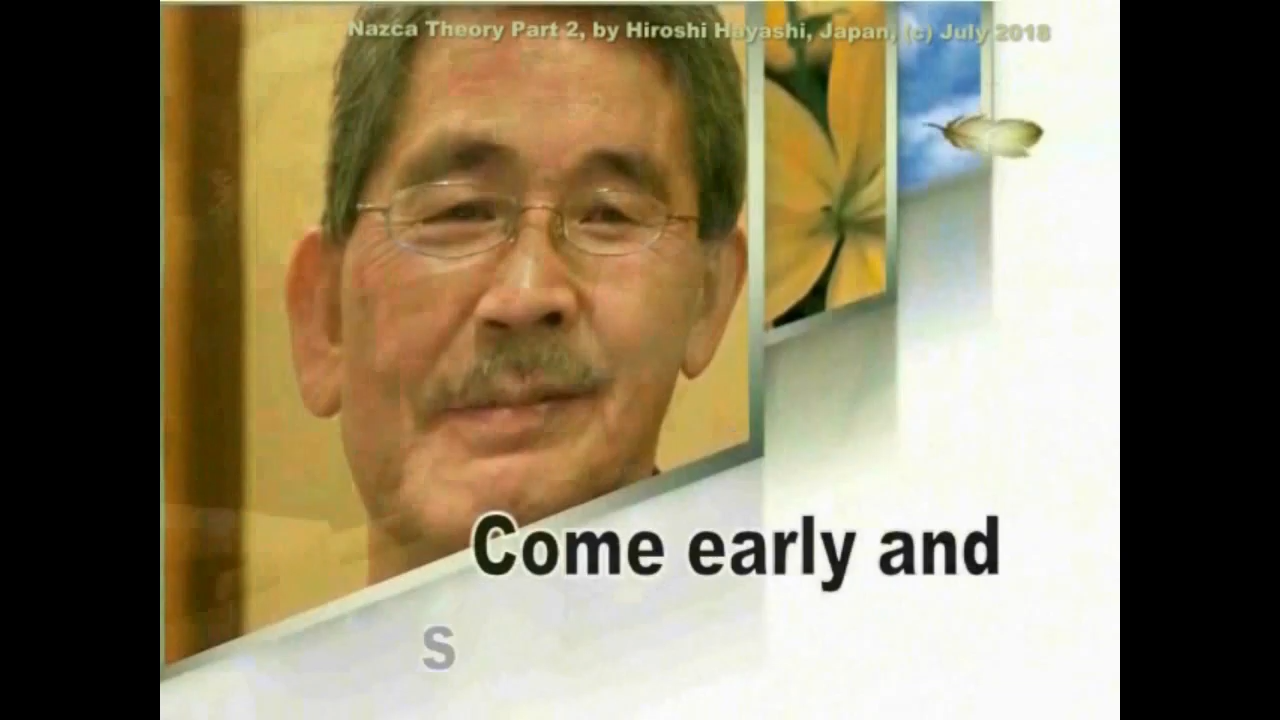 Nazca Theory Part 2, by Hiroshi Hayashi, Japan, (c) July 2018
Come early and
s